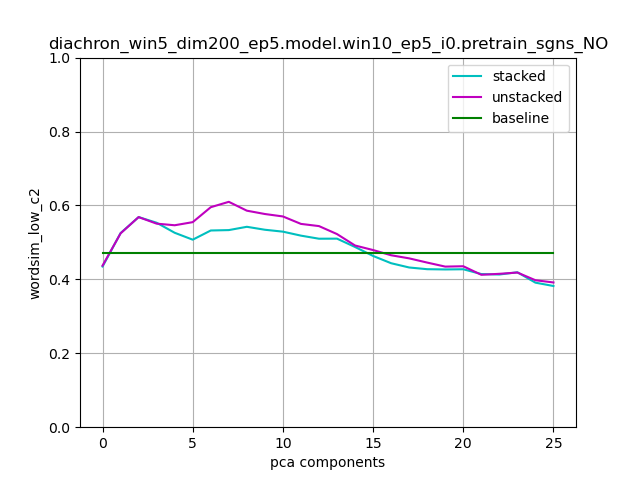 diachron_win5_dim200_ep5.model.win10_ep5_i0.pretrain_sgns_NO
stacked
unstacked
baseline
1.0
0.8
0.6
0.4
0.2
0.0
wordsim_low_c2
0 5 10 15 20 25
pca components